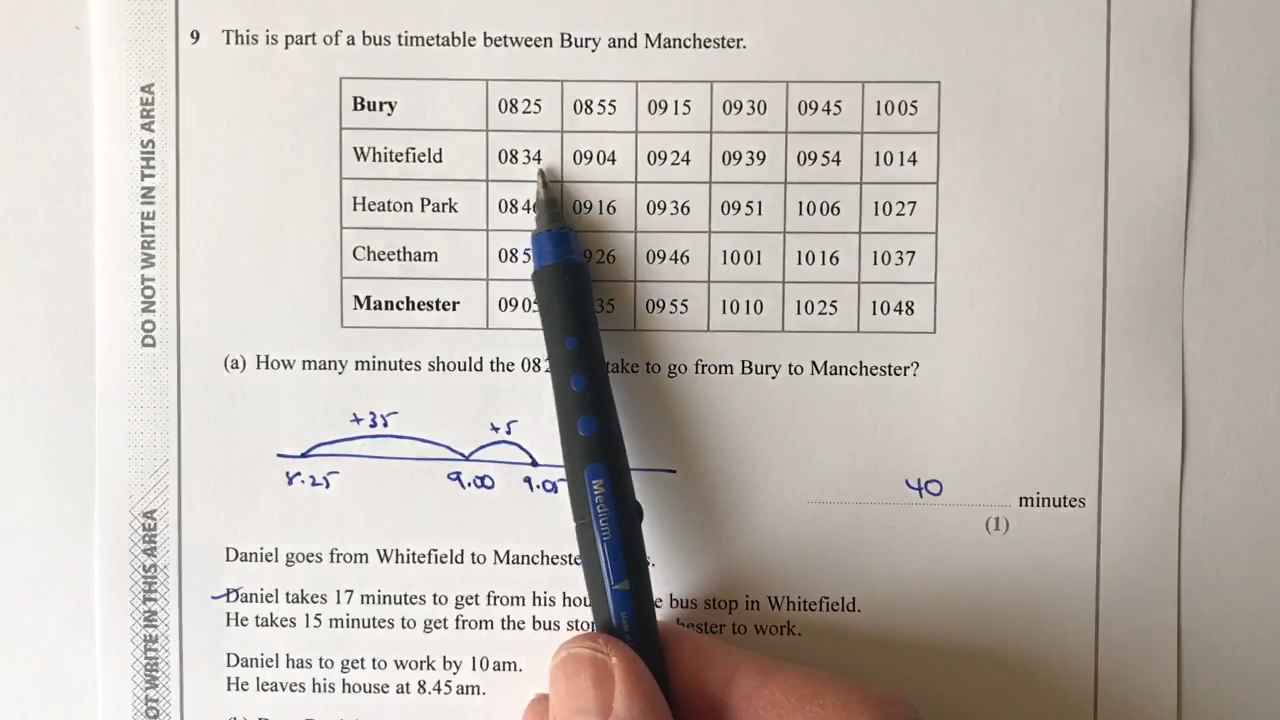 9 This is part of a bus timetable between Bury and Manchester.
Bury 0825 0855 0915 0930 0945 1005
Whitefield 0834 0904 0924 0939 0954 1014
Heaton Park 0916 0936 0951 1006 1027
Cheetham 0946 1001 1016 1037
Manchester 0955 1010 1025 1048
(a) How many minutes should the take to go from Bury to Manchester?
+35 +5
8.25 9.00 9.05
40 minutes
(1)
Daniel goes from Whitefield to
Daniel takes 17 minutes to get from his bus stop in Whitefield.
He takes 15 minutes to get from the bus to work.
Daniel has to get to work by 10 am.
He leaves his house at 8.45 am.
DO NOT WRITE IN THIS AREA
NOT WRITE IN THIS AREA
Medium